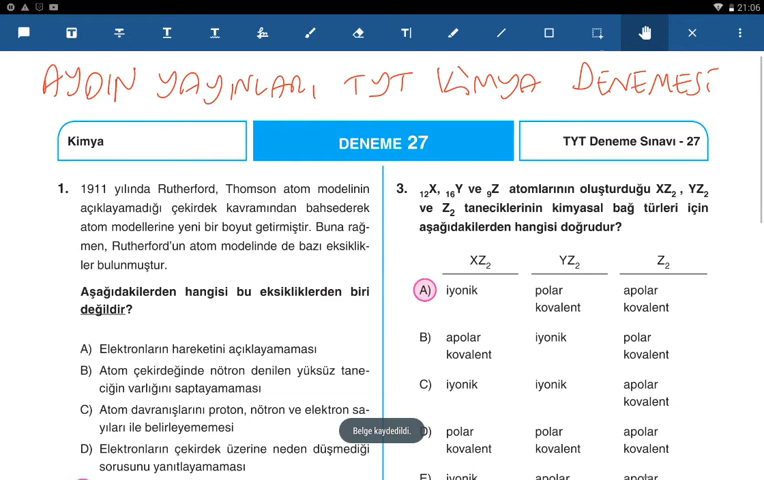 21:06
AYDIN YAYINLARI TYT KİMYA DENEMESİ
Kimya
DENEME 27
TYT Deneme Sınavı - 27
1. 1911 yılında Rutherford, Thomson atom modelinin
açıklayamadığı çekirdek kavramından bahsederek
atom modellerine yeni bir boyut getirmiştir. Buna rağ-
men, Rutherford'un atom modelinde de bazı eksiklik-
ler bulunmuştur.
Aşağıdakilerden hangisi bu eksikliklerden biri
değildir?
A) Elektronların hareketini açıklayamaması
B) Atom çekirdeğinde nötron denilen yüksüz tane-
ciğin varlığını saptayamaması
C) Atom davranışlarını proton, nötron ve elektron sa-
yıları ile belirleyememesi
D) Elektronların çekirdek üzerine neden düşmediği
sorusunu yanıtlayamaması
3. ₁₂X, ₁₆Y ve ₉Z atomlarının oluşturduğu XZ₂, YZ₂
ve Z₂ taneciklerinin kimyasal bağ türleri için
aşağıdakilerden hangisi doğrudur?
XZ₂ YZ₂ Z₂
A) iyonik polar apolar
kovalent kovalent
B) apolar iyonik polar
kovalent kovalent
C) iyonik iyonik apolar
kovalent
D) polar polar apolar
kovalent kovalent kovalent
E) iyonik apolar apolar
Belge kaydedildi.